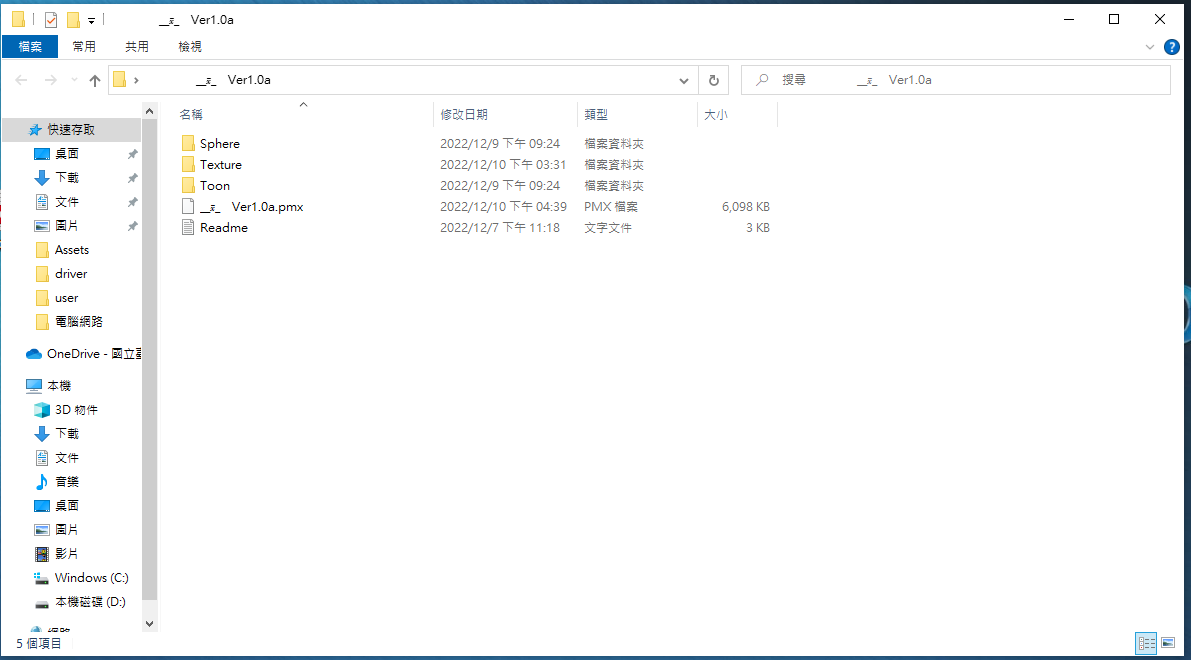 Ver1.0a
檔案 常用 共用 檢視
Ver1.0a 搜尋 Ver1.0a
名稱 修改日期 類型 大小
快速存取
桌面
下載
文件
圖片
Assets
driver
user
電腦網路
OneDrive - 國立臺
本機
3D 物件
下載
文件
音樂
桌面
圖片
影片
Windows (C:)
本機磁碟 (D:)
網路
Sphere 2022/12/9 下午 09:24 檔案資料夾
Texture 2022/12/10 下午 03:31 檔案資料夾
Toon 2022/12/9 下午 09:24 檔案資料夾
Ver1.0a.pmx 2022/12/10 下午 04:39 PMX 檔案 6,098 KB
Readme 2022/12/7 下午 11:18 文字文件 3 KB
5 個項目